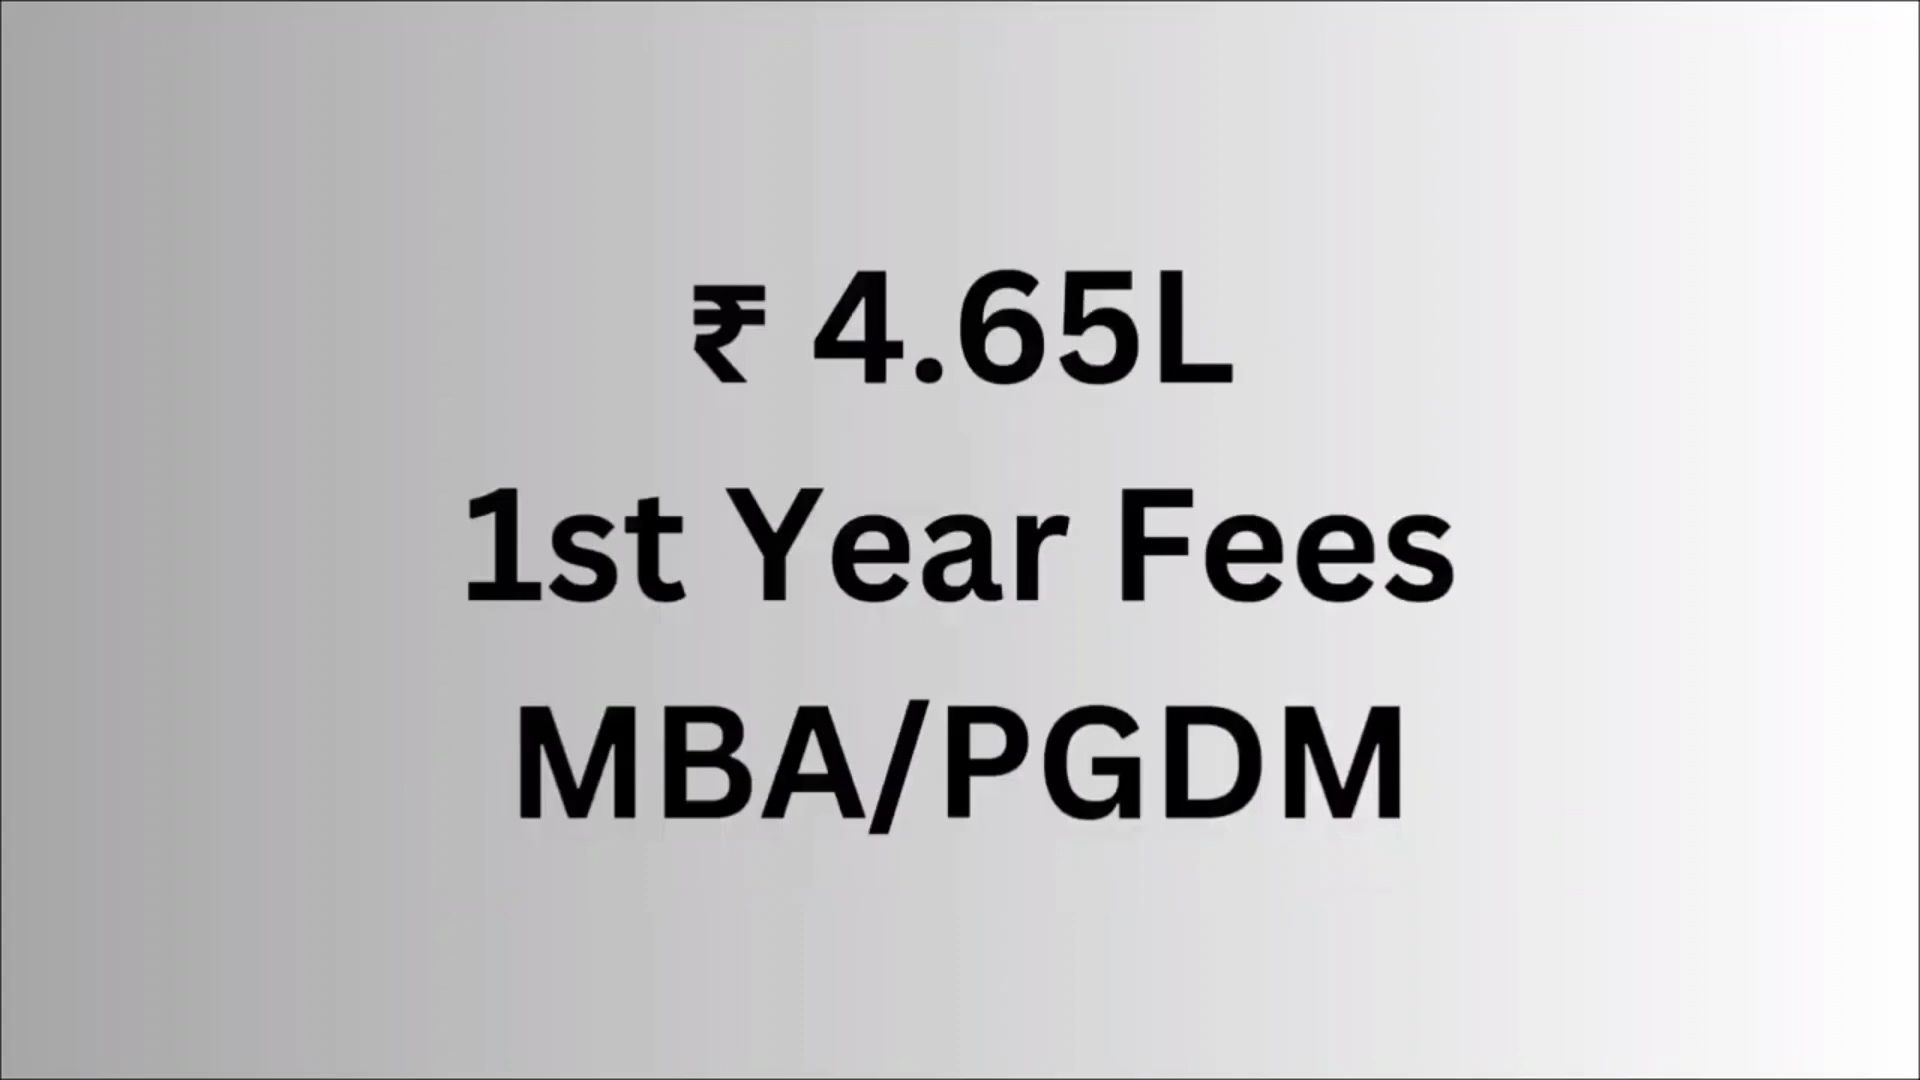 ₹ 4.65L
1st Year Fees
MBA/PGDM